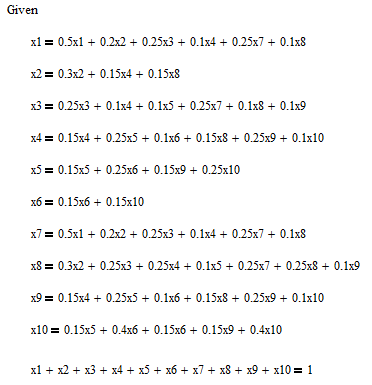 Given
x1 = 0.5x1 + 0.2x2 + 0.25x3 + 0.1x4 + 0.25x7 + 0.1x8
x2 = 0.3x2 + 0.15x4 + 0.15x8
x3 = 0.25x3 + 0.1x4 + 0.1x5 + 0.25x7 + 0.1x8 + 0.1x9
x4 = 0.15x4 + 0.25x5 + 0.1x6 + 0.15x8 + 0.25x9 + 0.1x10
x5 = 0.15x5 + 0.25x6 + 0.15x9 + 0.25x10
x6 = 0.15x6 + 0.15x10
x7 = 0.5x1 + 0.2x2 + 0.25x3 + 0.1x4 + 0.25x7 + 0.1x8
x8 = 0.3x2 + 0.25x3 + 0.25x4 + 0.1x5 + 0.25x7 + 0.25x8 + 0.1x9
x9 = 0.15x4 + 0.25x5 + 0.1x6 + 0.15x8 + 0.25x9 + 0.1x10
x10 = 0.15x5 + 0.4x6 + 0.15x6 + 0.15x9 + 0.4x10
x1 + x2 + x3 + x4 + x5 + x6 + x7 + x8 + x9 + x10 = 1